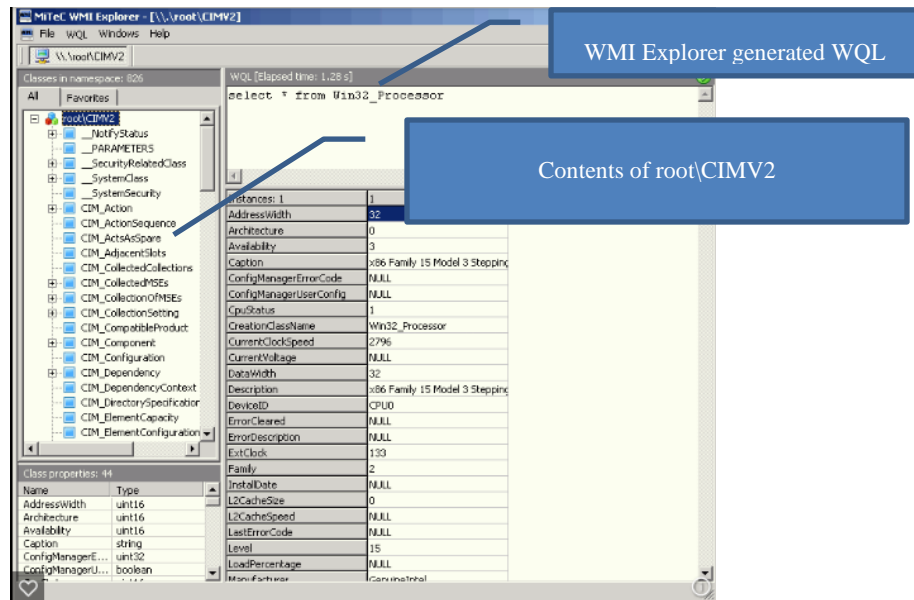 MiTeC WMI Explorer - [\\.\root\CIMV2]
File WQL Windows Help
\\.\root\CIMV2
WMI Explorer generated WQL
Classes in namespace: 826
All Favorites
root\CIMV2
__NotifyStatus
__PARAMETERS
__SecurityRelatedClass
__SystemClass
__SystemSecurity
CIM_Action
CIM_ActionSequence
CIM_ActsAsSpare
CIM_AdjacentSlots
CIM_CollectedCollections
CIM_CollectedMSEs
CIM_CollectionOfMSEs
CIM_CollectionSetting
CIM_CompatibleProduct
CIM_Component
CIM_Configuration
CIM_Dependency
CIM_DependencyContext
CIM_DirectorySpecification
CIM_ElementCapacity
CIM_ElementConfiguration
WQL [Elapsed time: 1.28 s]
select * from Win32_Processor
Contents of root\CIMV2
Instances: 1 1
AddressWidth 32
Architecture 0
Availability 3
Caption x86 Family 15 Model 3 Stepping
ConfigManagerErrorCode NULL
ConfigManagerUserConfig NULL
CpuStatus 1
CreationClassName Win32_Processor
CurrentClockSpeed 2796
CurrentVoltage NULL
DataWidth 32
Description x86 Family 15 Model 3 Stepping
DeviceID CPU0
ErrorCleared NULL
ErrorDescription NULL
ExtClock 133
Family 2
InstallDate NULL
L2CacheSize 0
L2CacheSpeed NULL
LastErrorCode NULL
Level 15
LoadPercentage NULL
Manufacturer GenuineIntel
Class properties: 44
Name Type
AddressWidth uint16
Architecture uint16
Availability uint16
Caption string
ConfigManagerE... uint32
ConfigManagerU... boolean